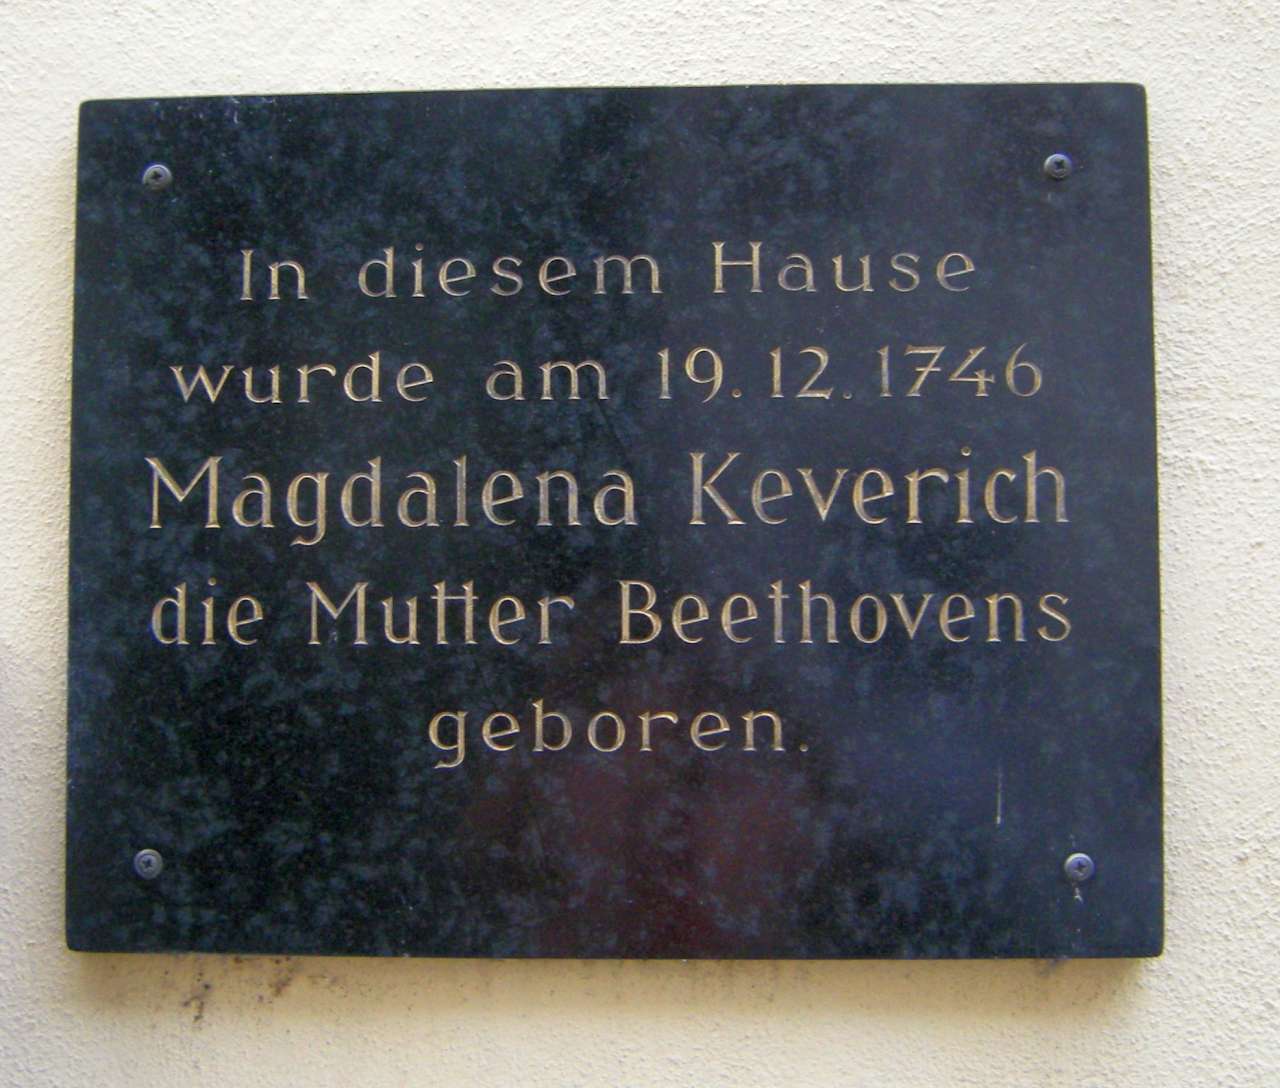 In diesem Hause
wurde am 19. 12. 1746
Magdalena Keverich
die Mutter Beethovens
geboren.